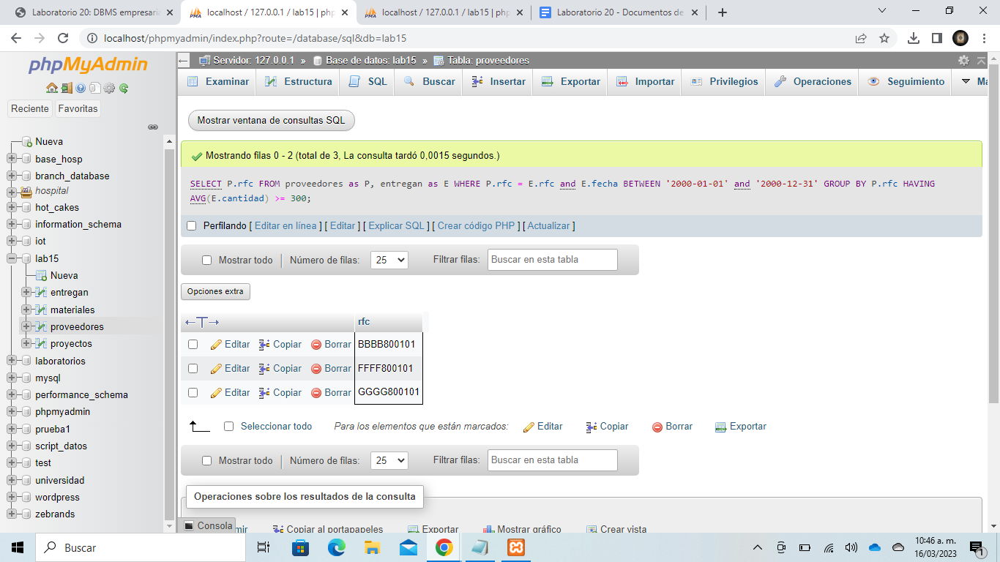 Laboratorio 20: DBMS empresaria
localhost / 127.0.0.1 / lab15 | php
localhost / 127.0.0.1 / lab15 | php
Laboratorio 20 - Documentos de
localhost/phpmyadmin/index.php?route=/database/sql&db=lab15
phpMyAdmin
Reciente
Favoritas
Nueva
base_hosp
branch_database
hospital
hot_cakes
information_schema
iot
lab15
Nueva
entregan
materiales
proveedores
proyectos
laboratorios
mysql
performance_schema
phpmyadmin
prueba1
script_datos
test
universidad
wordpress
zebrands
Servidor: 127.0.0.1 » Base de datos: lab15 » Tabla: proveedores
Examinar Estructura SQL Buscar Insertar Exportar Importar Privilegios Operaciones Seguimiento Má
Mostrar ventana de consultas SQL
Mostrando filas 0 - 2 (total de 3, La consulta tardó 0,0015 segundos.)
SELECT P.rfc FROM proveedores as P, entregan as E WHERE P.rfc = E.rfc and E.fecha BETWEEN '2000-01-01' and '2000-12-31' GROUP BY P.rfc HAVING
AVG(E.cantidad) >= 300;
Perfilando [ Editar en línea ] [ Editar ] [ Explicar SQL ] [ Crear código PHP ] [ Actualizar ]
Mostrar todo | Número de filas: 25 Filtrar filas: Buscar en esta tabla
Opciones extra
←T→ rfc
Editar Copiar Borrar BBBB800101
Editar Copiar Borrar FFFF800101
Editar Copiar Borrar GGGG800101
Seleccionar todo Para los elementos que están marcados: Editar Copiar Borrar Exportar
Mostrar todo | Número de filas: 25 Filtrar filas: Buscar en esta tabla
Operaciones sobre los resultados de la consulta
Consola
mir Copiar al portapapeles Exportar Mostrar gráfico Crear vista
Buscar
10:46 a. m.
16/03/2023
1